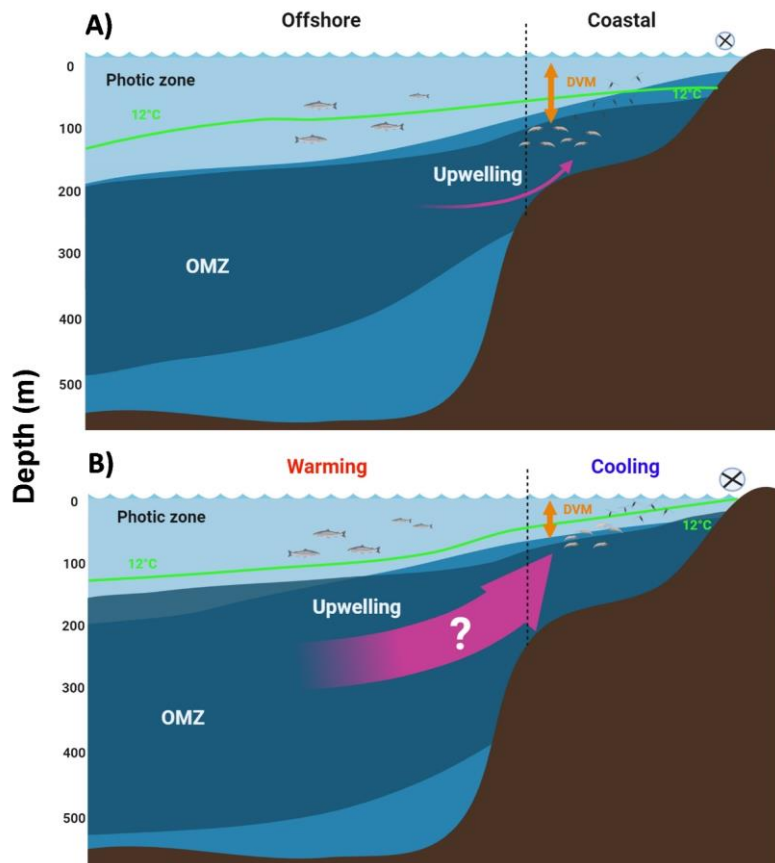 A)
Offshore
Coastal
0
Photic zone
DVM
12°C
12°C
100
Upwelling
200
OMZ
300
400
500
Depth (m)
B)
Warming
Cooling
0
Photic zone
DVM
12°C
12°C
100
Upwelling
200
?
300
OMZ
400
500